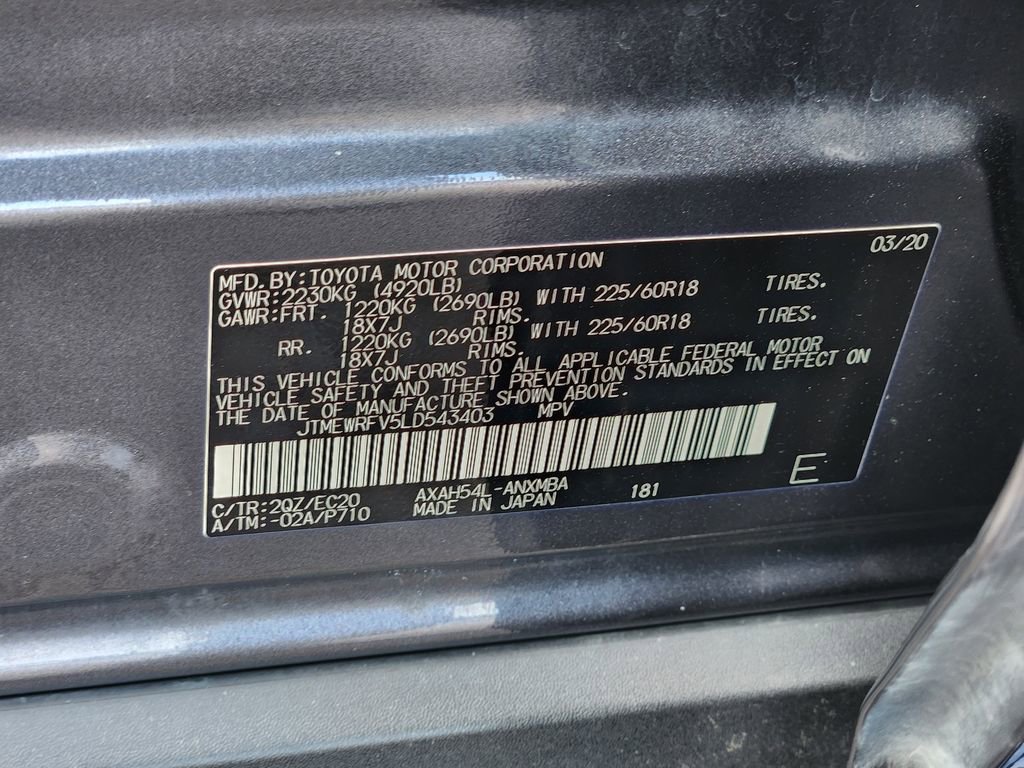 03/20
MFD. BY: TOYOTA MOTOR CORPORATION
GVWR: 2230KG (4920LB)
GAWR: FRT. 1220KG (2690LB) WITH 225/60R18 TIRES.
18X7J RIMS.
RR. 1220KG (2690LB) WITH 225/60R18 TIRES.
18X7J RIMS.
THIS VEHICLE CONFORMS TO ALL APPLICABLE FEDERAL MOTOR
VEHICLE SAFETY AND THEFT PREVENTION STANDARDS IN EFFECT ON
THE DATE OF MANUFACTURE SHOWN ABOVE.
JTMEWRFV5LD543403 MPV
C/TR: 2QZ/EC20 AXAH54L-ANXMBA 181 E
A/TM: -02A/P710 MADE IN JAPAN